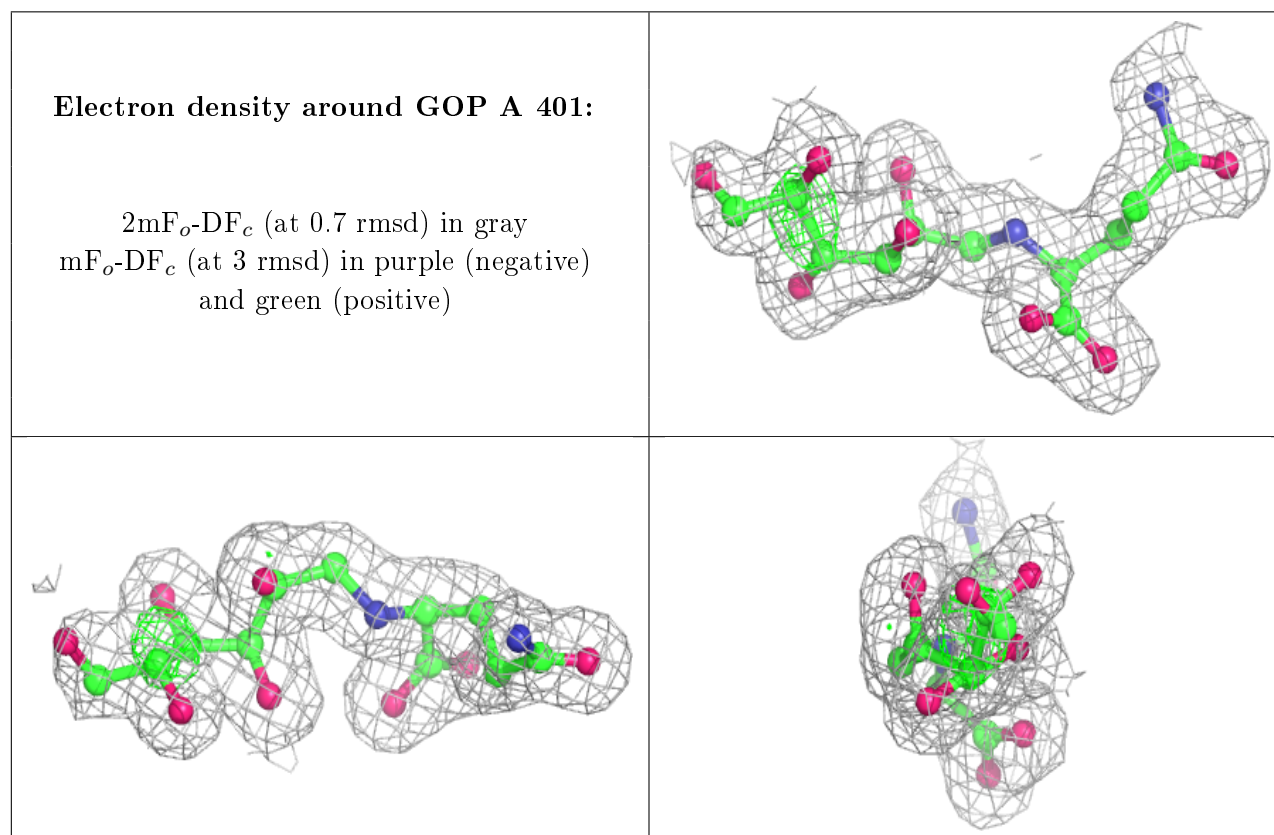 Electron density around GOP A 401:
2mFo-DFc (at 0.7 rmsd) in gray
mFo-DFc (at 3 rmsd) in purple (negative)
and green (positive)